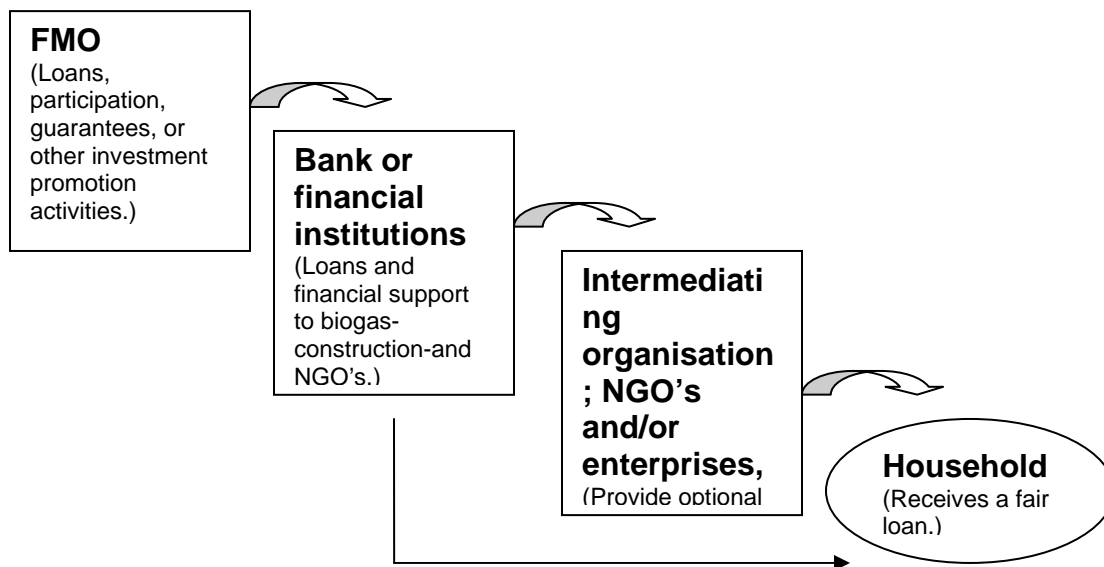 FMO
(Loans,
participation,
guarantees, or
other investment
promotion
activities.)
Bank or
financial
institutions
(Loans and
financial support
to biogas-
construction-and
NGO's.)
Intermediati
ng
organisation
; NGO's
and/or
enterprises,
(Provide optional
Household
(Receives a fair
loan.)